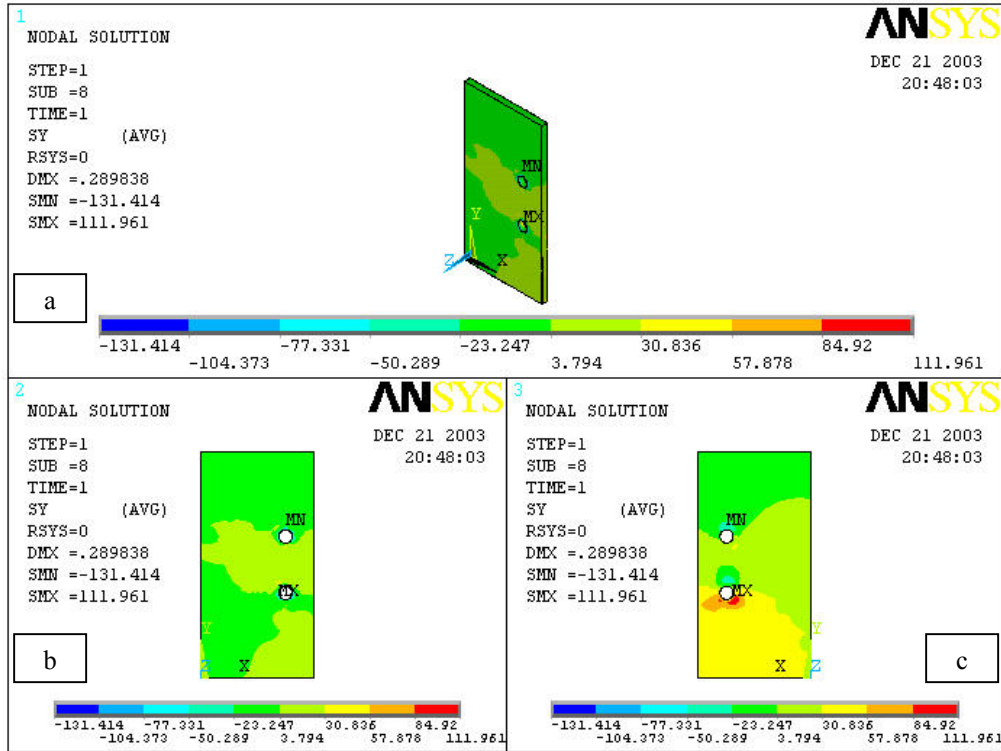 1
ANSYS
NODAL SOLUTION
DEC 21 2003
20:48:03
STEP=1
SUB =8
TIME=1
SY (AVG)
RSYS=0
DMX =.289838
SMN =-131.414
SMX =111.961
MN
MX
Y
Z X
a
-131.414 -77.331 -23.247 30.836 84.92
-104.373 -50.289 3.794 57.878 111.961
2
ANSYS
NODAL SOLUTION
DEC 21 2003
20:48:03
STEP=1
SUB =8
TIME=1
SY (AVG)
RSYS=0
DMX =.289838
SMN =-131.414
SMX =111.961
MN
MX
Y
Z X
b
-131.414 -77.331 -23.247 30.836 84.92
-104.373 -50.289 3.794 57.878 111.961
3
ANSYS
NODAL SOLUTION
DEC 21 2003
20:48:03
STEP=1
SUB =8
TIME=1
SY (AVG)
RSYS=0
DMX =.289838
SMN =-131.414
SMX =111.961
MN
MX
Y
X Z
c
-131.414 -77.331 -23.247 30.836 84.92
-104.373 -50.289 3.794 57.878 111.961